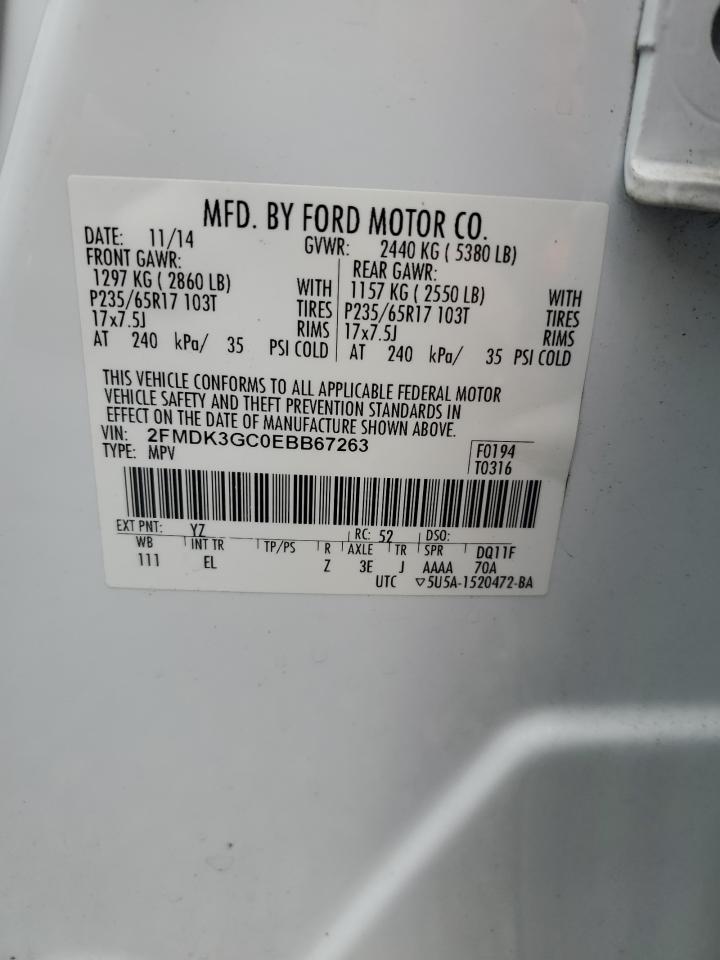 MFD. BY FORD MOTOR CO.
DATE: 11/14 GVWR: 2440 KG ( 5380 LB)
FRONT GAWR: REAR GAWR:
1297 KG ( 2860 LB) WITH 1157 KG ( 2550 LB) WITH
P235/65R17 103T TIRES P235/65R17 103T TIRES
17x7.5J RIMS 17x7.5J RIMS
AT 240 kPa/ 35 PSI COLD AT 240 kPa/ 35 PSI COLD
THIS VEHICLE CONFORMS TO ALL APPLICABLE FEDERAL MOTOR
VEHICLE SAFETY AND THEFT PREVENTION STANDARDS IN
EFFECT ON THE DATE OF MANUFACTURE SHOWN ABOVE.
VIN: 2FMDK3GC0EBB67263 F0194
TYPE: MPV T0316
EXT PNT: YZ RC: 52 DSO:
WB INT TR TP/PS R AXLE TR SPR DQ11F
111 EL Z 3E J AAAA 70A
UTC ▽5U5A-1520472-BA